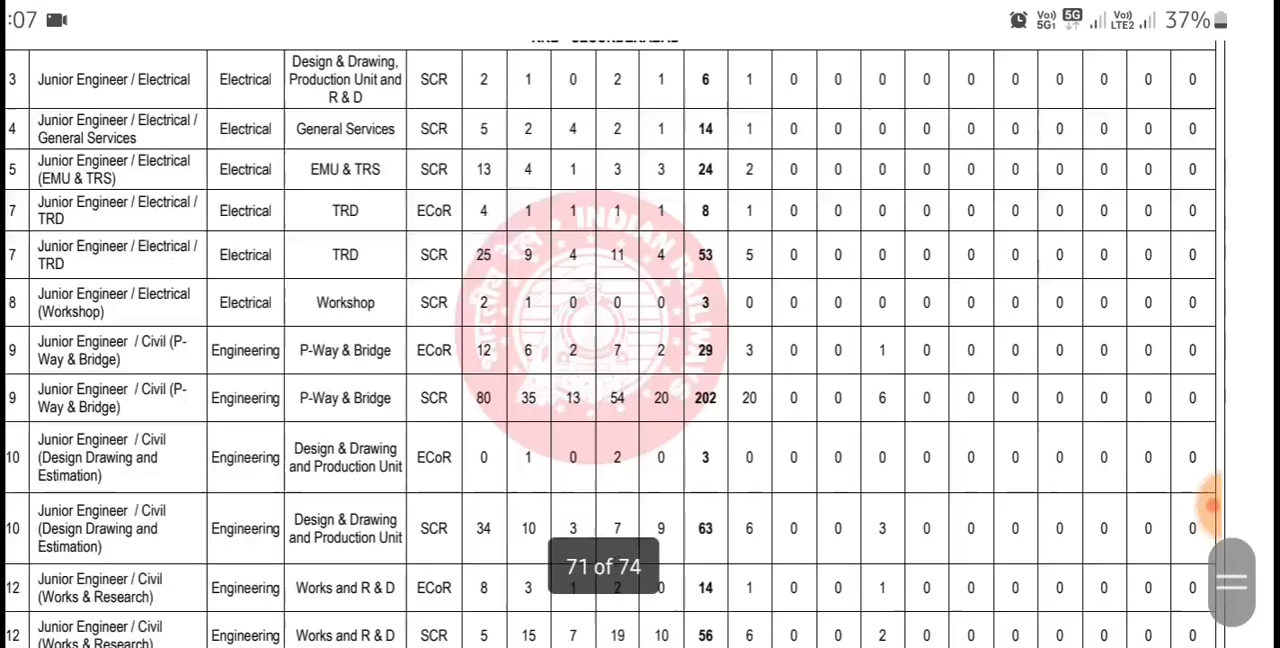 :07 Vo) 5G1 5G Vo) LTE2 37%
3 Junior Engineer / Electrical Electrical Design & Drawing, Production Unit and R & D SCR 2 1 0 2 1 6 1 0 0 0 0 0 0 0 0 0 0
4 Junior Engineer / Electrical / General Services Electrical General Services SCR 5 2 4 2 1 14 1 0 0 0 0 0 0 0 0 0 0
5 Junior Engineer / Electrical (EMU & TRS) Electrical EMU & TRS SCR 13 4 1 3 3 24 2 0 0 0 0 0 0 0 0 0 0
7 Junior Engineer / Electrical / TRD Electrical TRD ECoR 4 1 1 1 1 8 1 0 0 0 0 0 0 0 0 0 0
7 Junior Engineer / Electrical / TRD Electrical TRD SCR 25 9 4 11 4 53 5 0 0 0 0 0 0 0 0 0 0
8 Junior Engineer / Electrical (Workshop) Electrical Workshop SCR 2 1 0 0 0 3 0 0 0 0 0 0 0 0 0 0 0
9 Junior Engineer / Civil (P-Way & Bridge) Engineering P-Way & Bridge ECoR 12 6 2 7 2 29 3 0 0 1 0 0 0 0 0 0 0
9 Junior Engineer / Civil (P-Way & Bridge) Engineering P-Way & Bridge SCR 80 35 13 54 20 202 20 0 0 6 0 0 0 0 0 0 0
10 Junior Engineer / Civil (Design Drawing and Estimation) Engineering Design & Drawing and Production Unit ECoR 0 1 0 2 0 3 0 0 0 0 0 0 0 0 0 0 0
10 Junior Engineer / Civil (Design Drawing and Estimation) Engineering Design & Drawing and Production Unit SCR 34 10 3 7 9 63 6 0 0 3 0 0 0 0 0 0 0
71 of 74
12 Junior Engineer / Civil (Works & Research) Engineering Works and R & D ECoR 8 3 1 2 0 14 1 0 0 1 0 0 0 0 0 0 0
12 Junior Engineer / Civil (Works & Research) Engineering Works and R & D SCR 5 15 7 19 10 56 6 0 0 2 0 0 0 0 0 0 0
भारतीय रेल INDIAN RAILWAYS